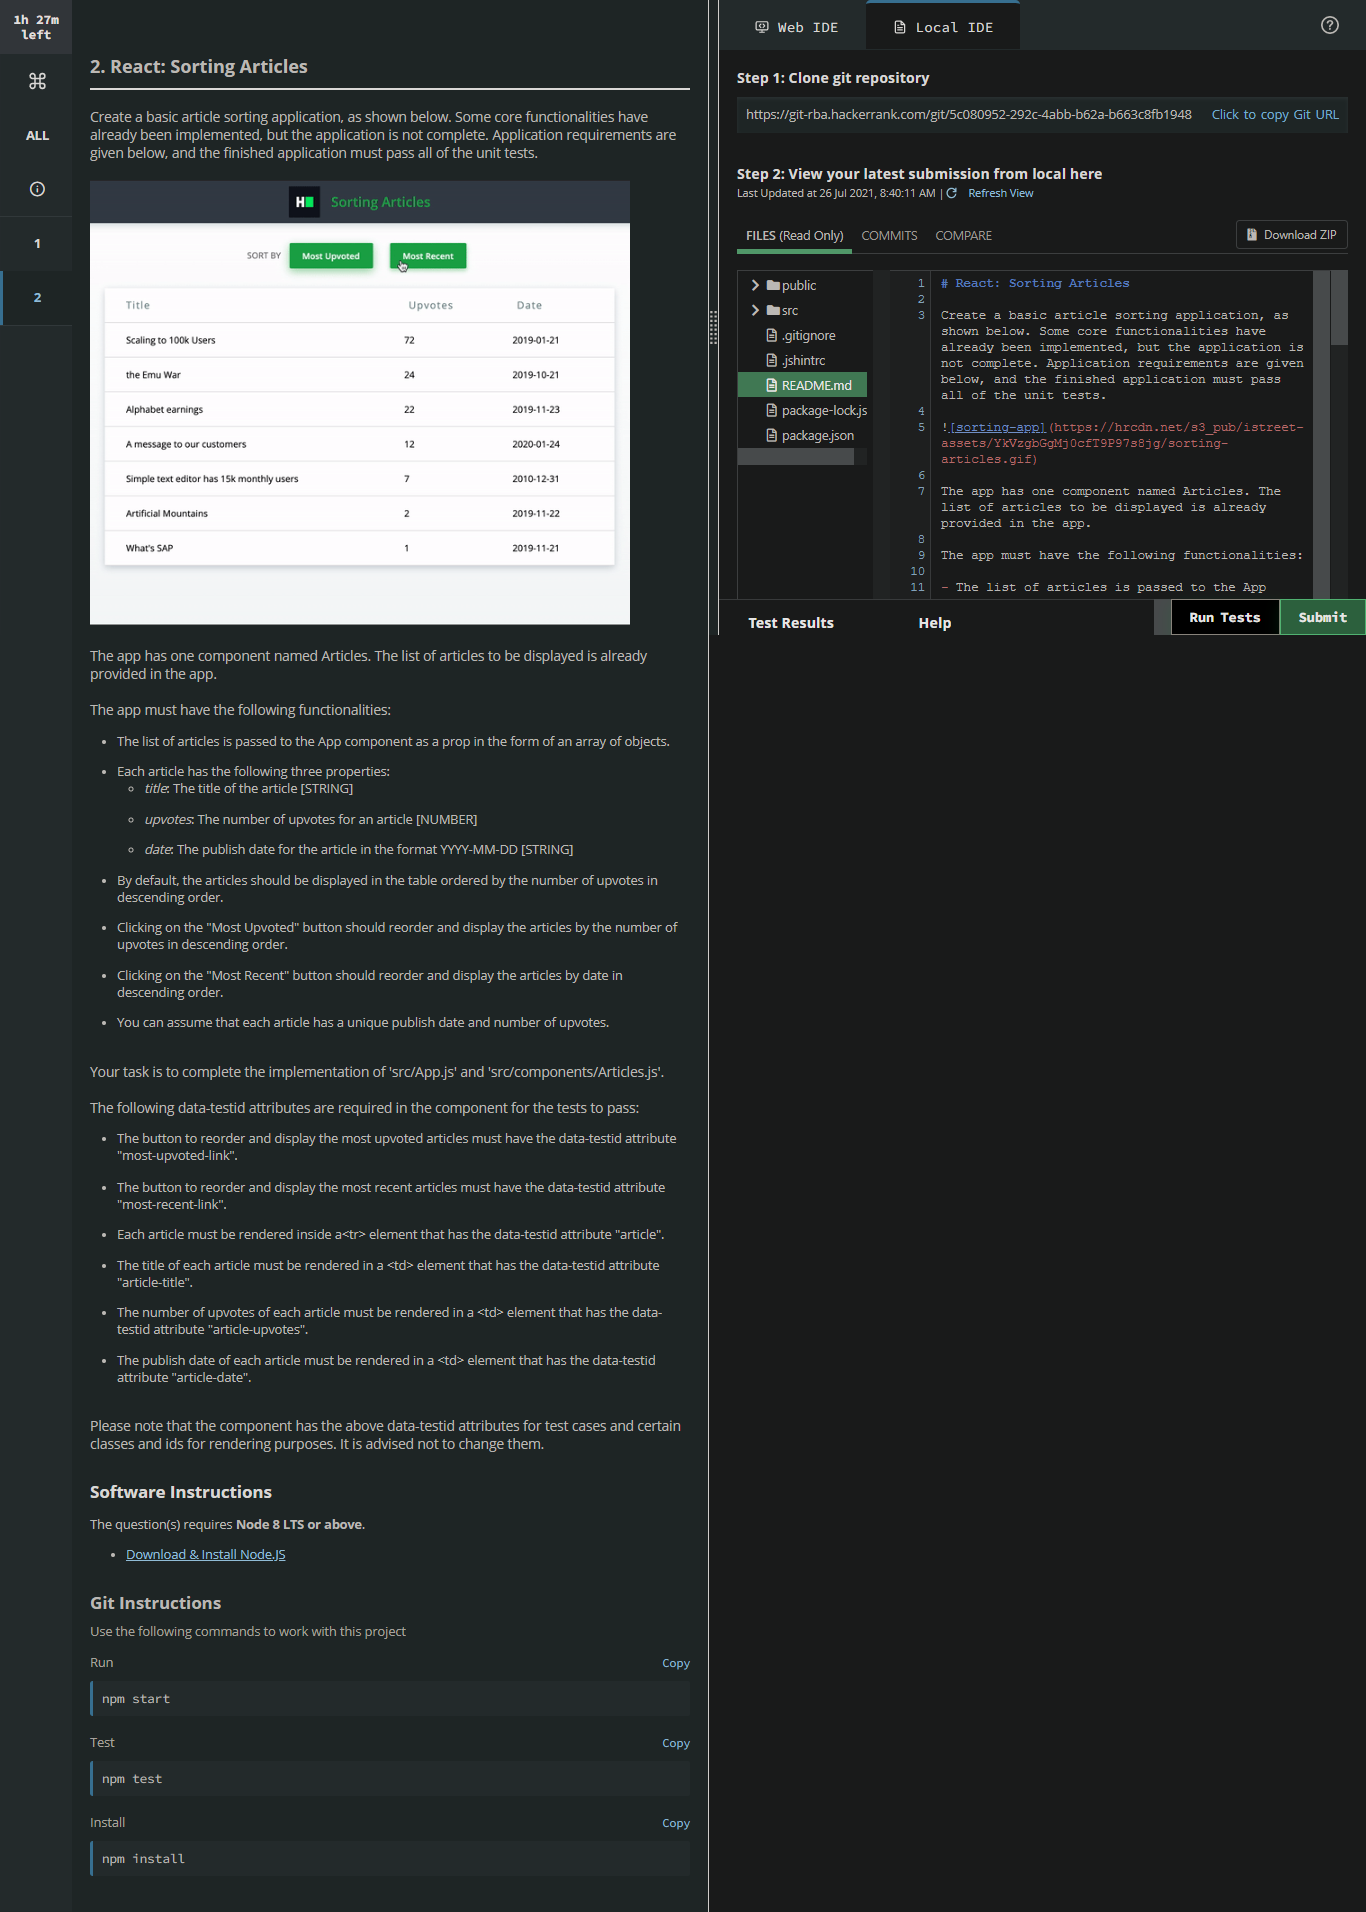 1h 27m
left
ALL
1
2
2. React: Sorting Articles
Create a basic article sorting application, as shown below. Some core functionalities have
already been implemented, but the application is not complete. Application requirements are
given below, and the finished application must pass all of the unit tests.
H
Sorting Articles
SORT BY
Most Upvoted
Most Recent
Title Upvotes Date
Scaling to 100k Users 72 2019-01-21
the Emu War 24 2019-10-21
Alphabet earnings 22 2019-11-23
A message to our customers 12 2020-01-24
Simple text editor has 15k monthly users 7 2010-12-31
Artificial Mountains 2 2019-11-22
What's SAP 1 2019-11-21
The app has one component named Articles. The list of articles to be displayed is already
provided in the app.
The app must have the following functionalities:
• The list of articles is passed to the App component as a prop in the form of an array of objects.
• Each article has the following three properties:
◦ title: The title of the article [STRING]
◦ upvotes: The number of upvotes for an article [NUMBER]
◦ date: The publish date for the article in the format YYYY-MM-DD [STRING]
• By default, the articles should be displayed in the table ordered by the number of upvotes in
descending order.
• Clicking on the "Most Upvoted" button should reorder and display the articles by the number of
upvotes in descending order.
• Clicking on the "Most Recent" button should reorder and display the articles by date in
descending order.
• You can assume that each article has a unique publish date and number of upvotes.
Your task is to complete the implementation of 'src/App.js' and 'src/components/Articles.js'.
The following data-testid attributes are required in the component for the tests to pass:
• The button to reorder and display the most upvoted articles must have the data-testid attribute
"most-upvoted-link".
• The button to reorder and display the most recent articles must have the data-testid attribute
"most-recent-link".
• Each article must be rendered inside a<tr> element that has the data-testid attribute "article".
• The title of each article must be rendered in a <td> element that has the data-testid attribute
"article-title".
• The number of upvotes of each article must be rendered in a <td> element that has the data-
testid attribute "article-upvotes".
• The publish date of each article must be rendered in a <td> element that has the data-testid
attribute "article-date".
Please note that the component has the above data-testid attributes for test cases and certain
classes and ids for rendering purposes. It is advised not to change them.
Software Instructions
The question(s) requires Node 8 LTS or above.
• Download & Install Node.JS
Git Instructions
Use the following commands to work with this project
Run Copy
npm start
Test Copy
npm test
Install Copy
npm install
Web IDE
Local IDE
Step 1: Clone git repository
https://git-rba.hackerrank.com/git/5c080952-292c-4abb-b62a-b663c8fb1948 Click to copy Git URL
Step 2: View your latest submission from local here
Last Updated at 26 Jul 2021, 8:40:11 AM | Refresh View
FILES (Read Only) COMMITS COMPARE Download ZIP
public
src
.gitignore
.jshintrc
README.md
package-lock.js
package.json
1 # React: Sorting Articles
2
3 Create a basic article sorting application, as
shown below. Some core functionalities have
already been implemented, but the application is
not complete. Application requirements are given
below, and the finished application must pass
all of the unit tests.
4
5 ![sorting-app](https://hrcdn.net/s3_pub/istreet-
assets/YkVzgbGgMj0cfT9P97s8jg/sorting-
articles.gif)
6
7 The app has one component named Articles. The
list of articles to be displayed is already
provided in the app.
8
9 The app must have the following functionalities:
10
11 - The list of articles is passed to the App
Test Results Help Run Tests Submit